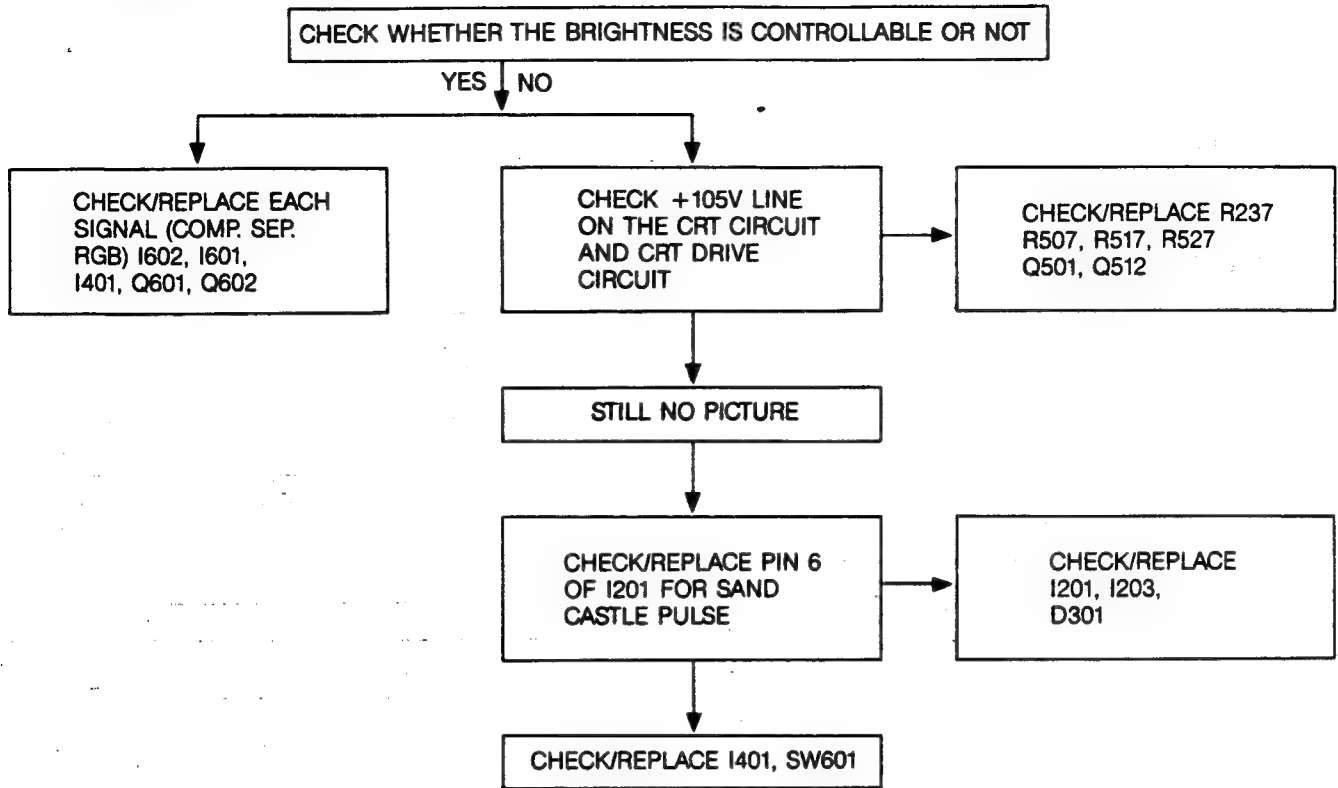 CHECK WHETHER THE BRIGHTNESS IS CONTROLLABLE OR NOT
YES NO
CHECK/REPLACE EACH
SIGNAL (COMP. SEP.
RGB) I602, I601,
I401, Q601, Q602
CHECK +105V LINE
ON THE CRT CIRCUIT
AND CRT DRIVE
CIRCUIT
CHECK/REPLACE R237
R507, R517, R527
Q501, Q512
STILL NO PICTURE
CHECK/REPLACE PIN 6
OF I201 FOR SAND
CASTLE PULSE
CHECK/REPLACE
I201, I203,
D301
CHECK/REPLACE I401, SW601